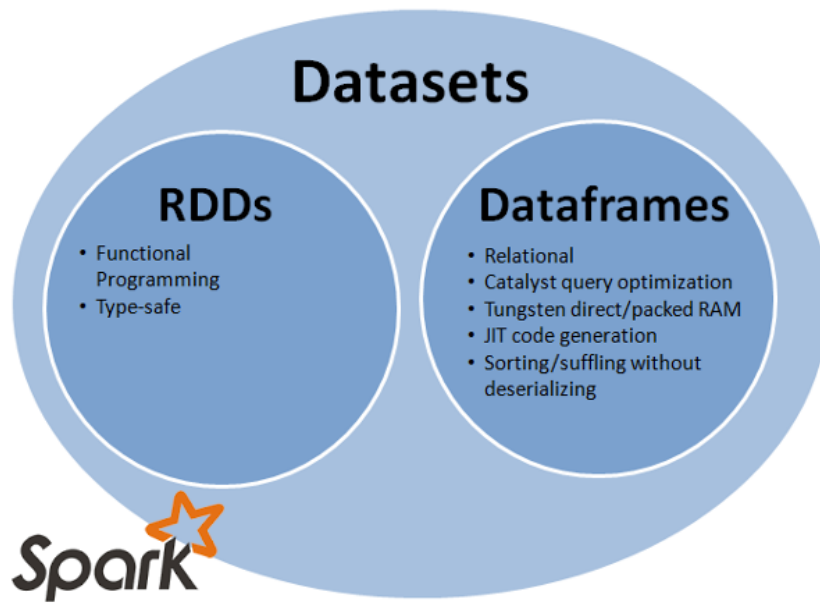 Datasets
RDDs
• Functional
Programming
• Type-safe
Dataframes
• Relational
• Catalyst query optimization
• Tungsten direct/packed RAM
• JIT code generation
• Sorting/suffling without
deserializing
Spark